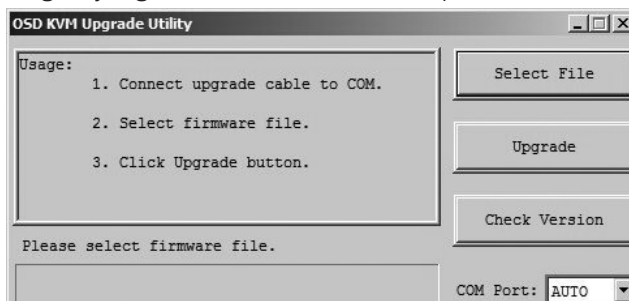 OSD KVM Upgrade Utility
Usage:
1. Connect upgrade cable to COM.
2. Select firmware file.
3. Click Upgrade button.
Select File
Upgrade
Check Version
Please select firmware file.
COM Port: AUTO